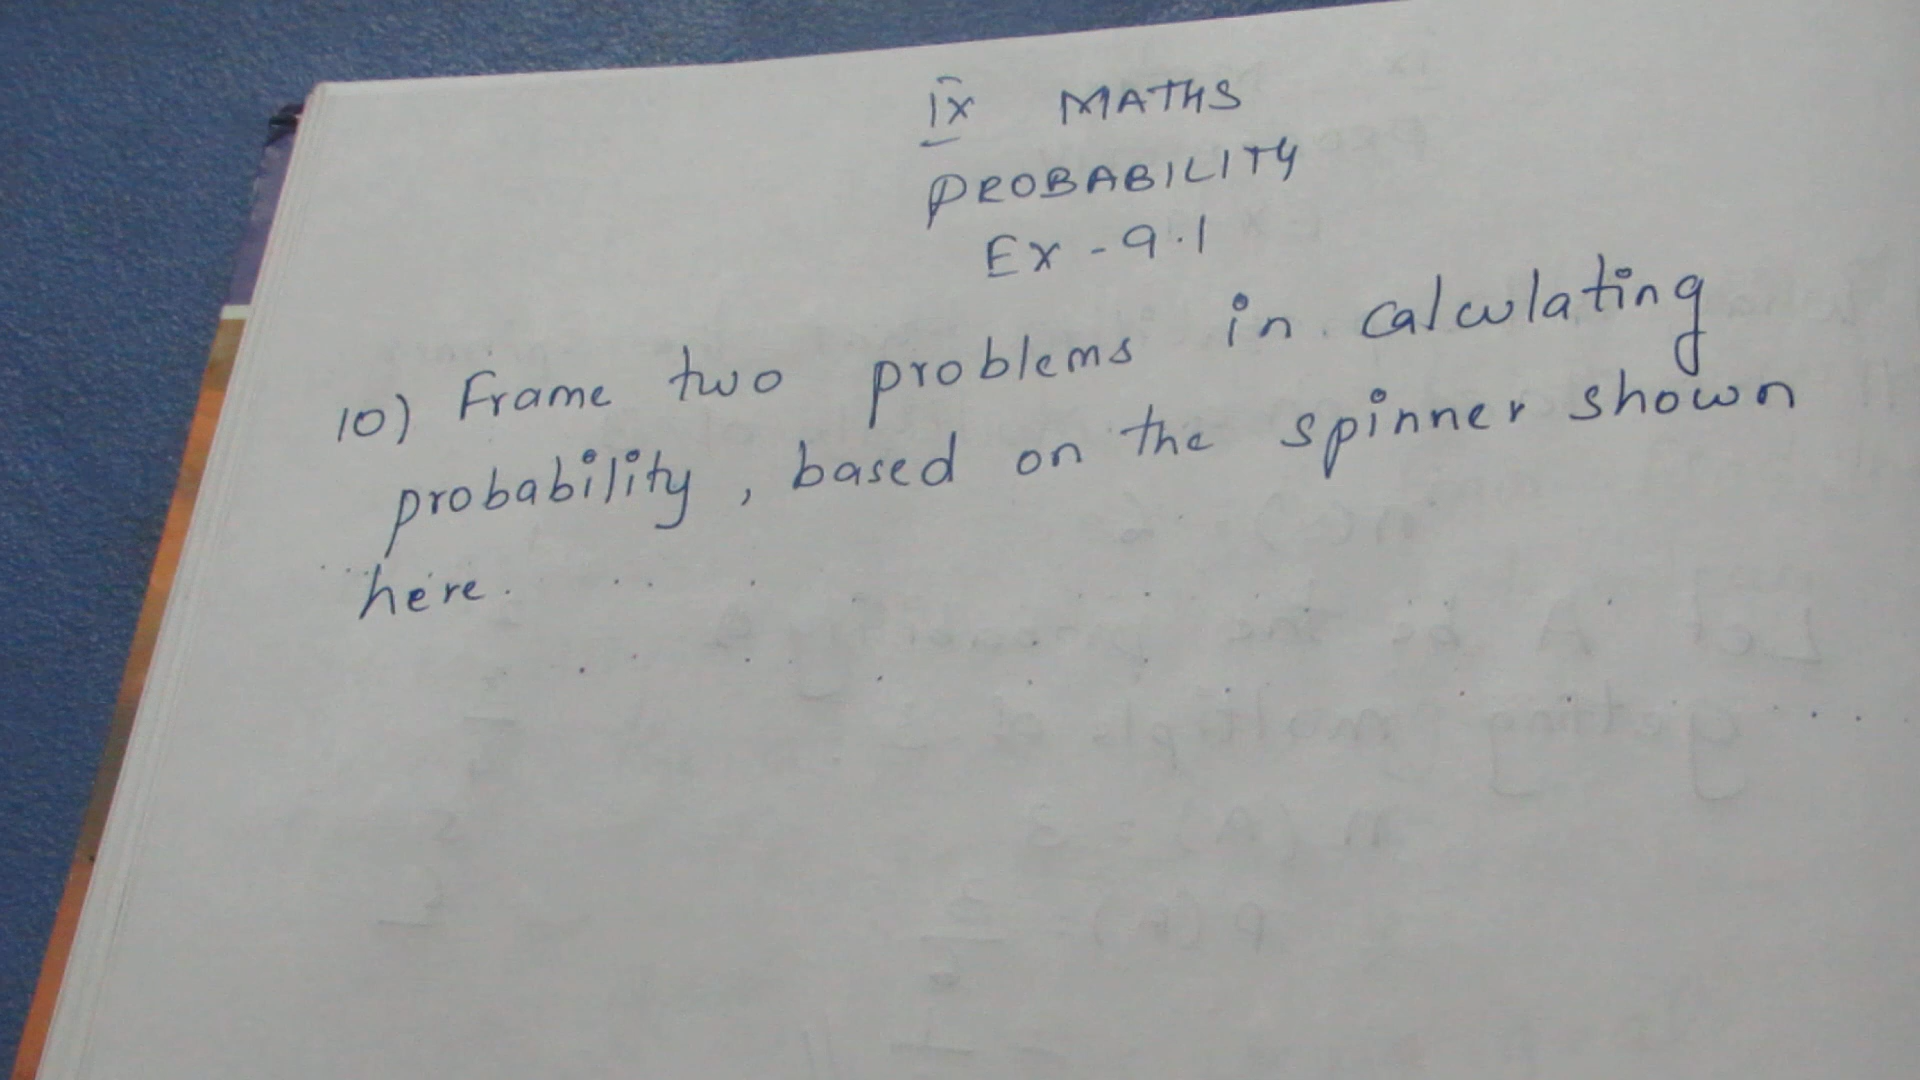 IX MATHS
PROBABILITY
Ex - 9.1
10) Frame two problems in calculating
probability, based on the spinner shown
here.